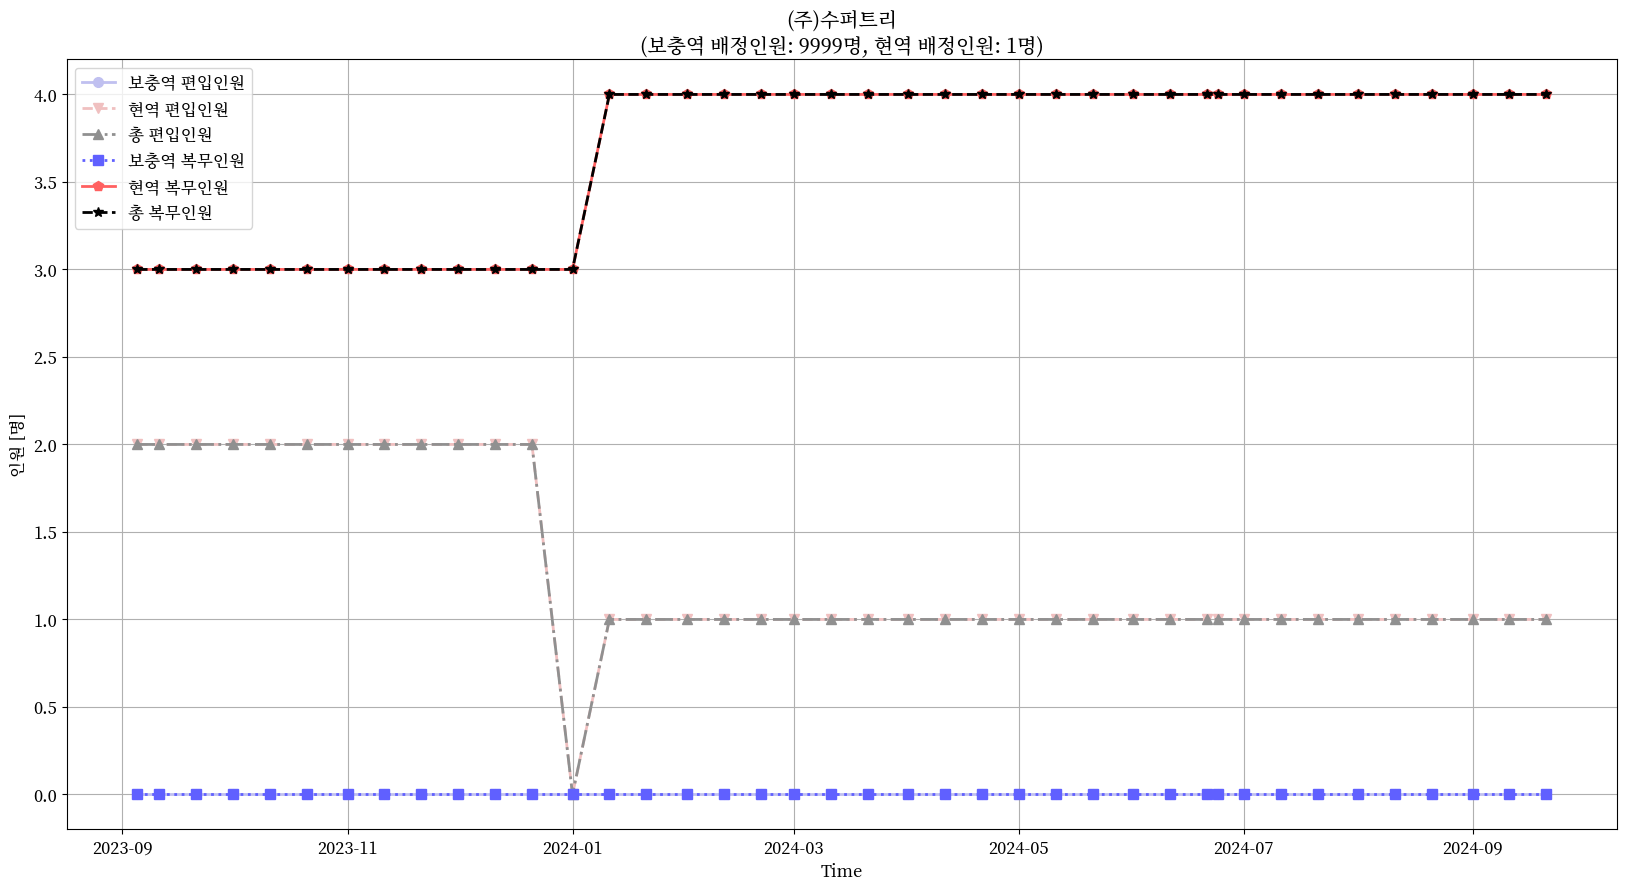 (주)수퍼트리
(보충역 배정인원: 9999명, 현역 배정인원: 1명)
보충역 편입인원
현역 편입인원
총 편입인원
보충역 복무인원
현역 복무인원
총 복무인원
4.0
3.5
3.0
2.5
2.0
1.5
1.0
0.5
0.0
인원 [명]
2023-09 2023-11 2024-01 2024-03 2024-05 2024-07 2024-09
Time